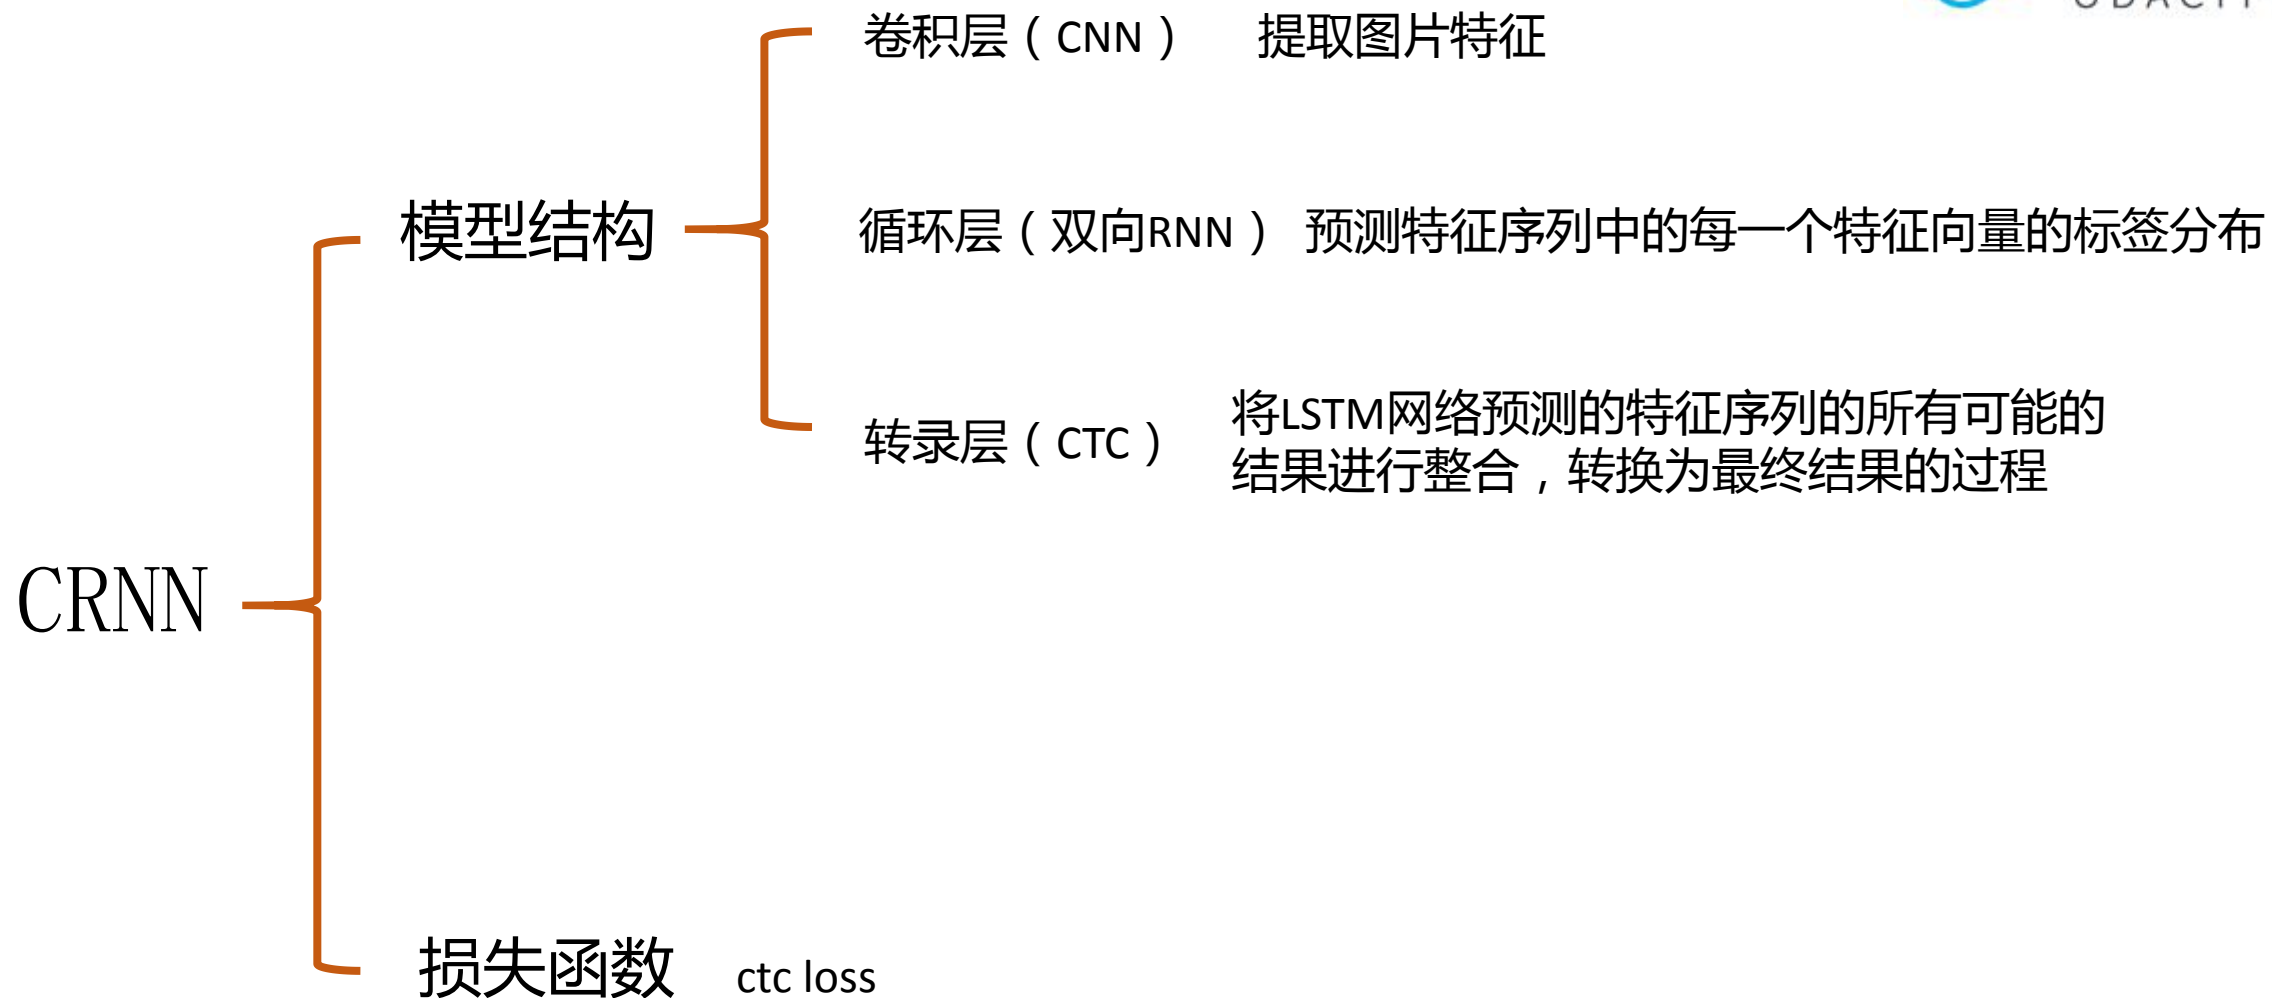 卷积层（CNN） 提取图片特征
模型结构
循环层（双向RNN） 预测特征序列中的每一个特征向量的标签分布
转录层（CTC）
将LSTM网络预测的特征序列的所有可能的
结果进行整合，转换为最终结果的过程
CRNN
损失函数 ctc loss